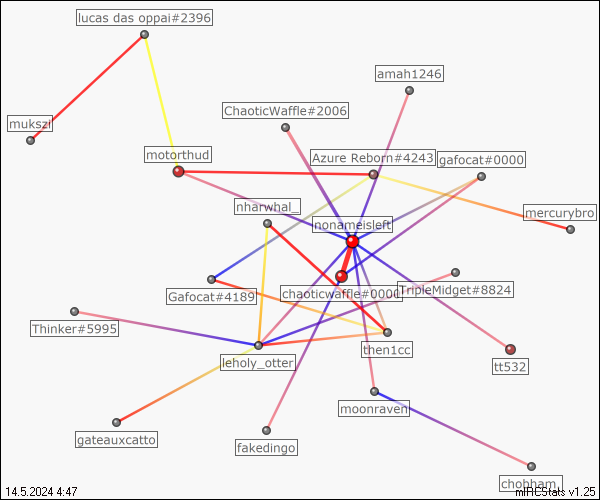 lucas das oppai#2396
amah1246
ChaoticWaffle#2006
mukszi
motorthud
Azure Reborn#4243
gafocat#0000
nharwhal_
mercurybro
nonameisleft
chaoticwaffle#0000
TripleMidget#8824
Gafocat#4189
Thinker#5995
then1cc
leholy_otter
tt532
moonraven
gateauxcatto
fakedingo
chobham_
14.5.2024 4:47
mIRCStats v1.25